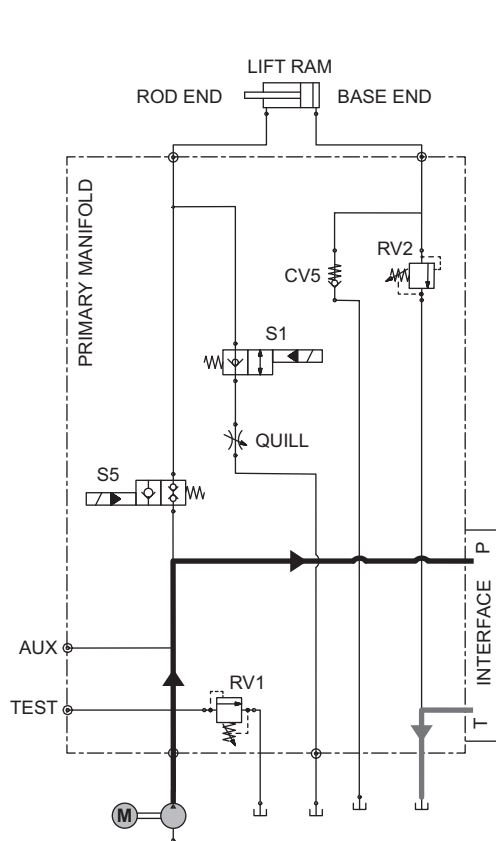 LIFT RAM
ROD END
BASE END
PRIMARY MANIFOLD
RV2
CV5
S1
QUILL
S5
P
INTERFACE
AUX
RV1
TEST
T
M